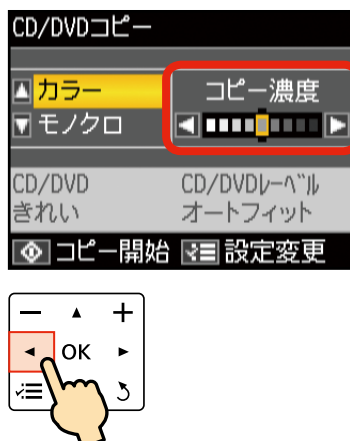 CD/DVDコピー
カラー
コピー濃度
モノクロ
CD/DVD
CD/DVDレーベル
きれい
オートフィット
コピー開始
設定変更
− +
OK